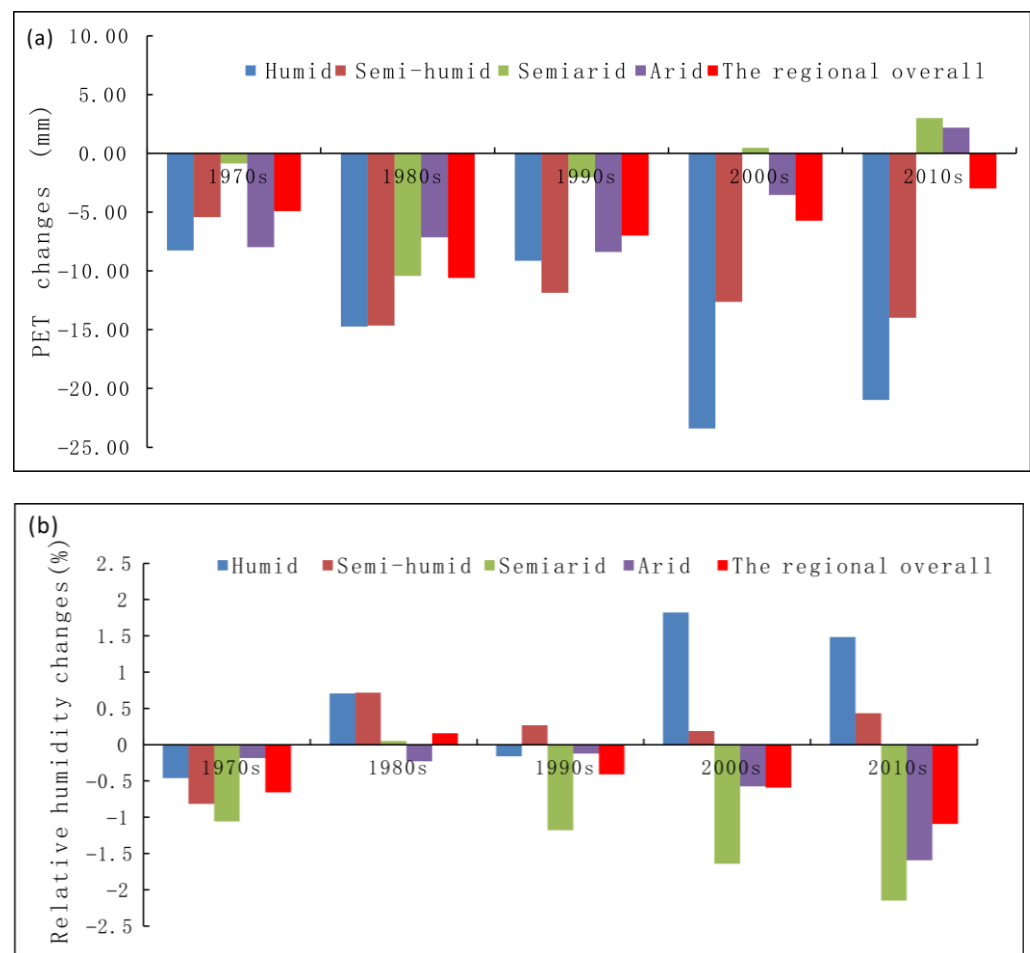 (a)
10.00
Humid Semi-humid Semiarid Arid The regional overall
5.00
0.00
1970s 1980s 1990s 2000s 2010s
-5.00
-10.00
-15.00
-20.00
-25.00
PET changes (mm)
(b)
2.5
Humid Semi-humid Semiarid Arid The regional overall
2
1.5
1
0.5
0
1970s 1980s 1990s 2000s 2010s
-0.5
-1
-1.5
-2
-2.5
Relative humidity changes(%)